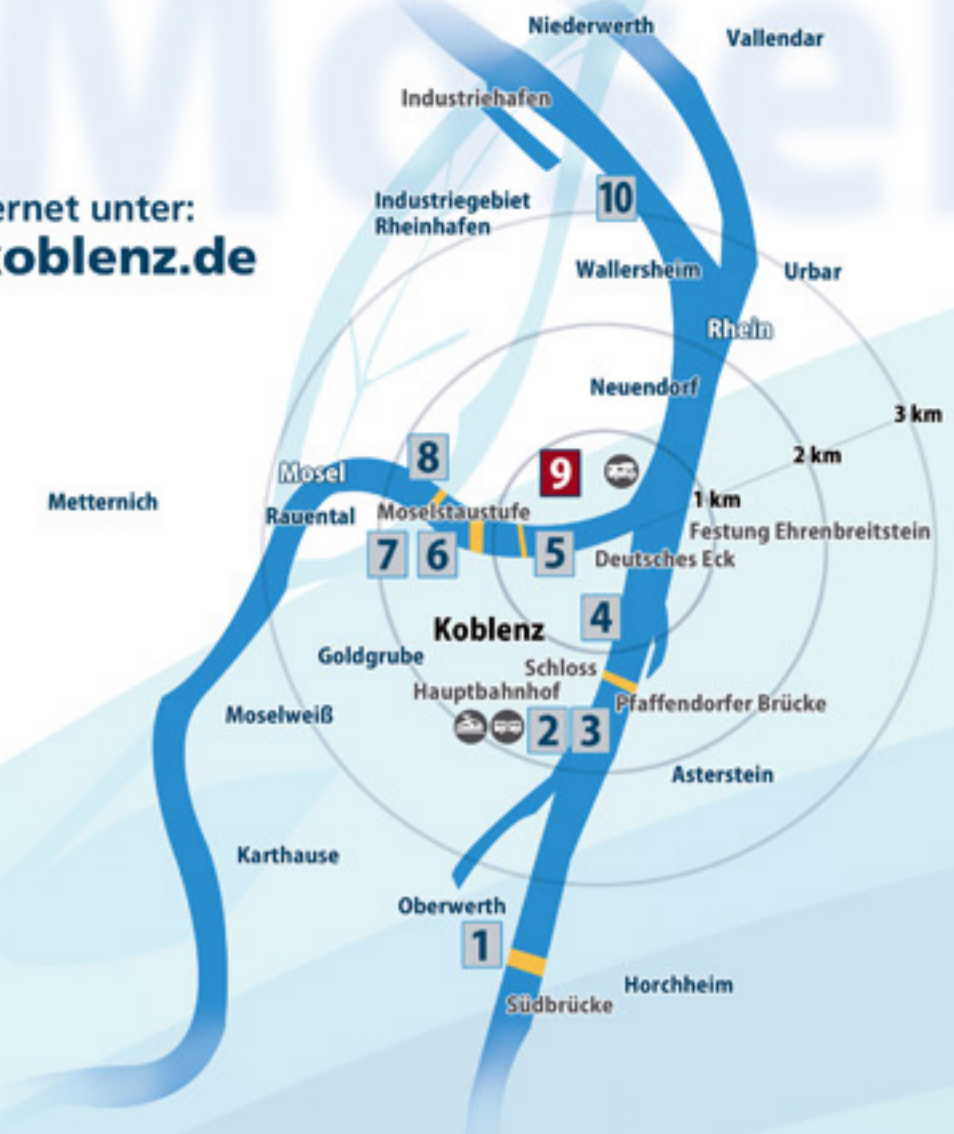 Mosel
Niederwerth
Vallendar
Industriehafen
10
Industriegebiet
Rheinhafen
ernet unter:
koblenz.de
Wallersheim
Urbar
Rhein
Neuendorf
3 km
2 km
1 km
8
9
Mosel
Metternich
Rauental
Moselstaustufe
Festung Ehrenbreitstein
7
6
5
Deutsches Eck
4
Koblenz
Goldgrube
Schloss
Hauptbahnhof
Pfaffendorfer Brücke
Moselweiß
2
3
Asterstein
Karthause
Oberwerth
1
Horchheim
Südbrücke